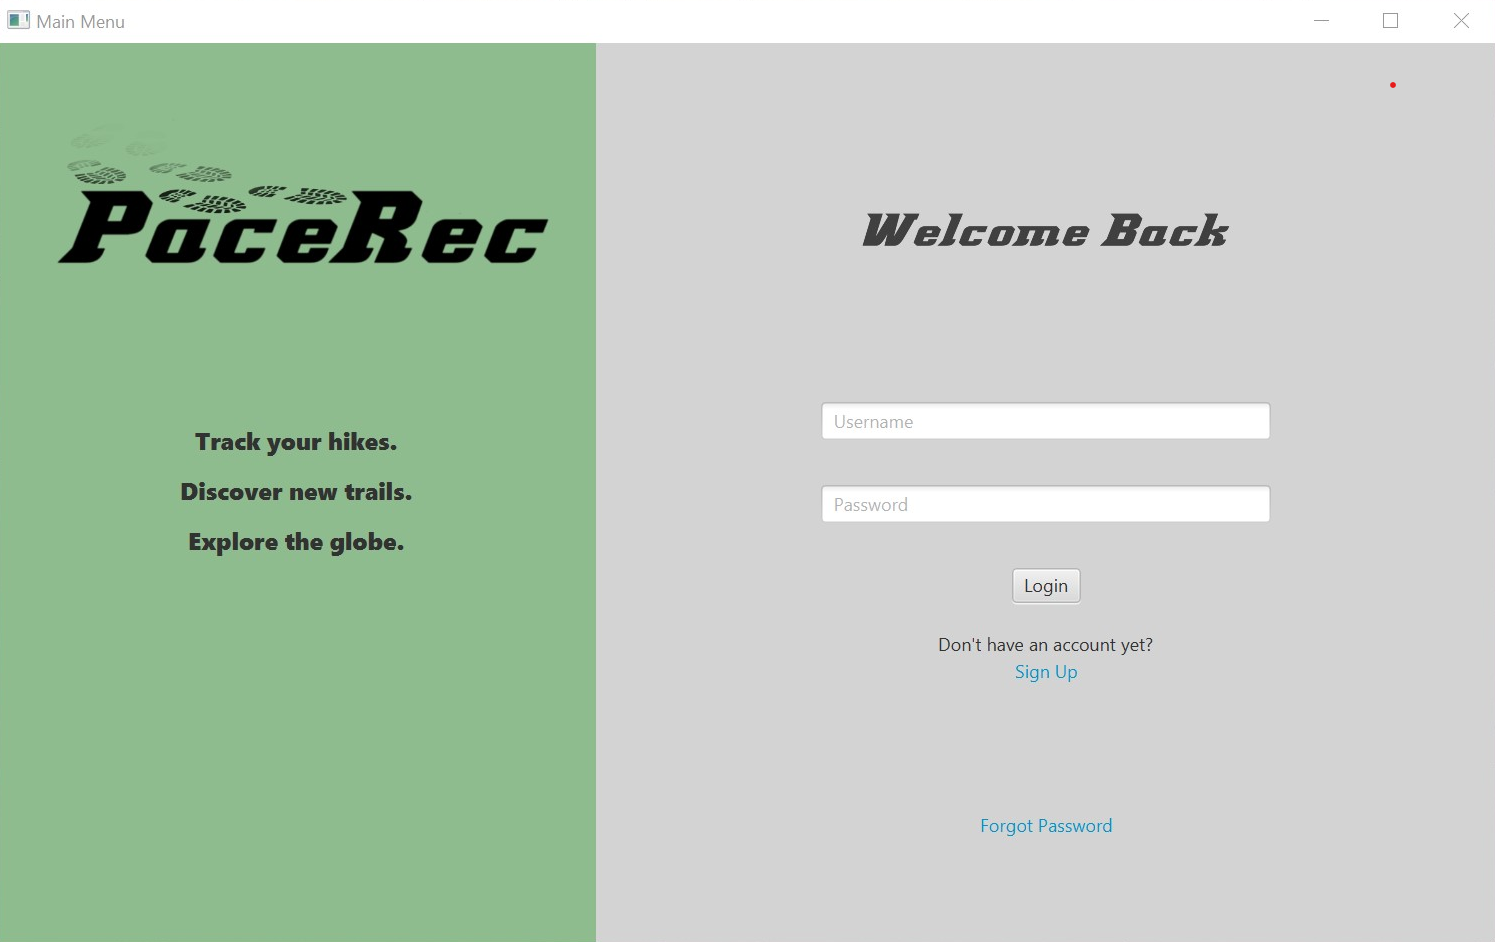 Main Menu
PaceRec
Track your hikes.
Discover new trails.
Explore the globe.
Welcome Back
Username
Password
Login
Don't have an account yet?
Sign Up
Forgot Password